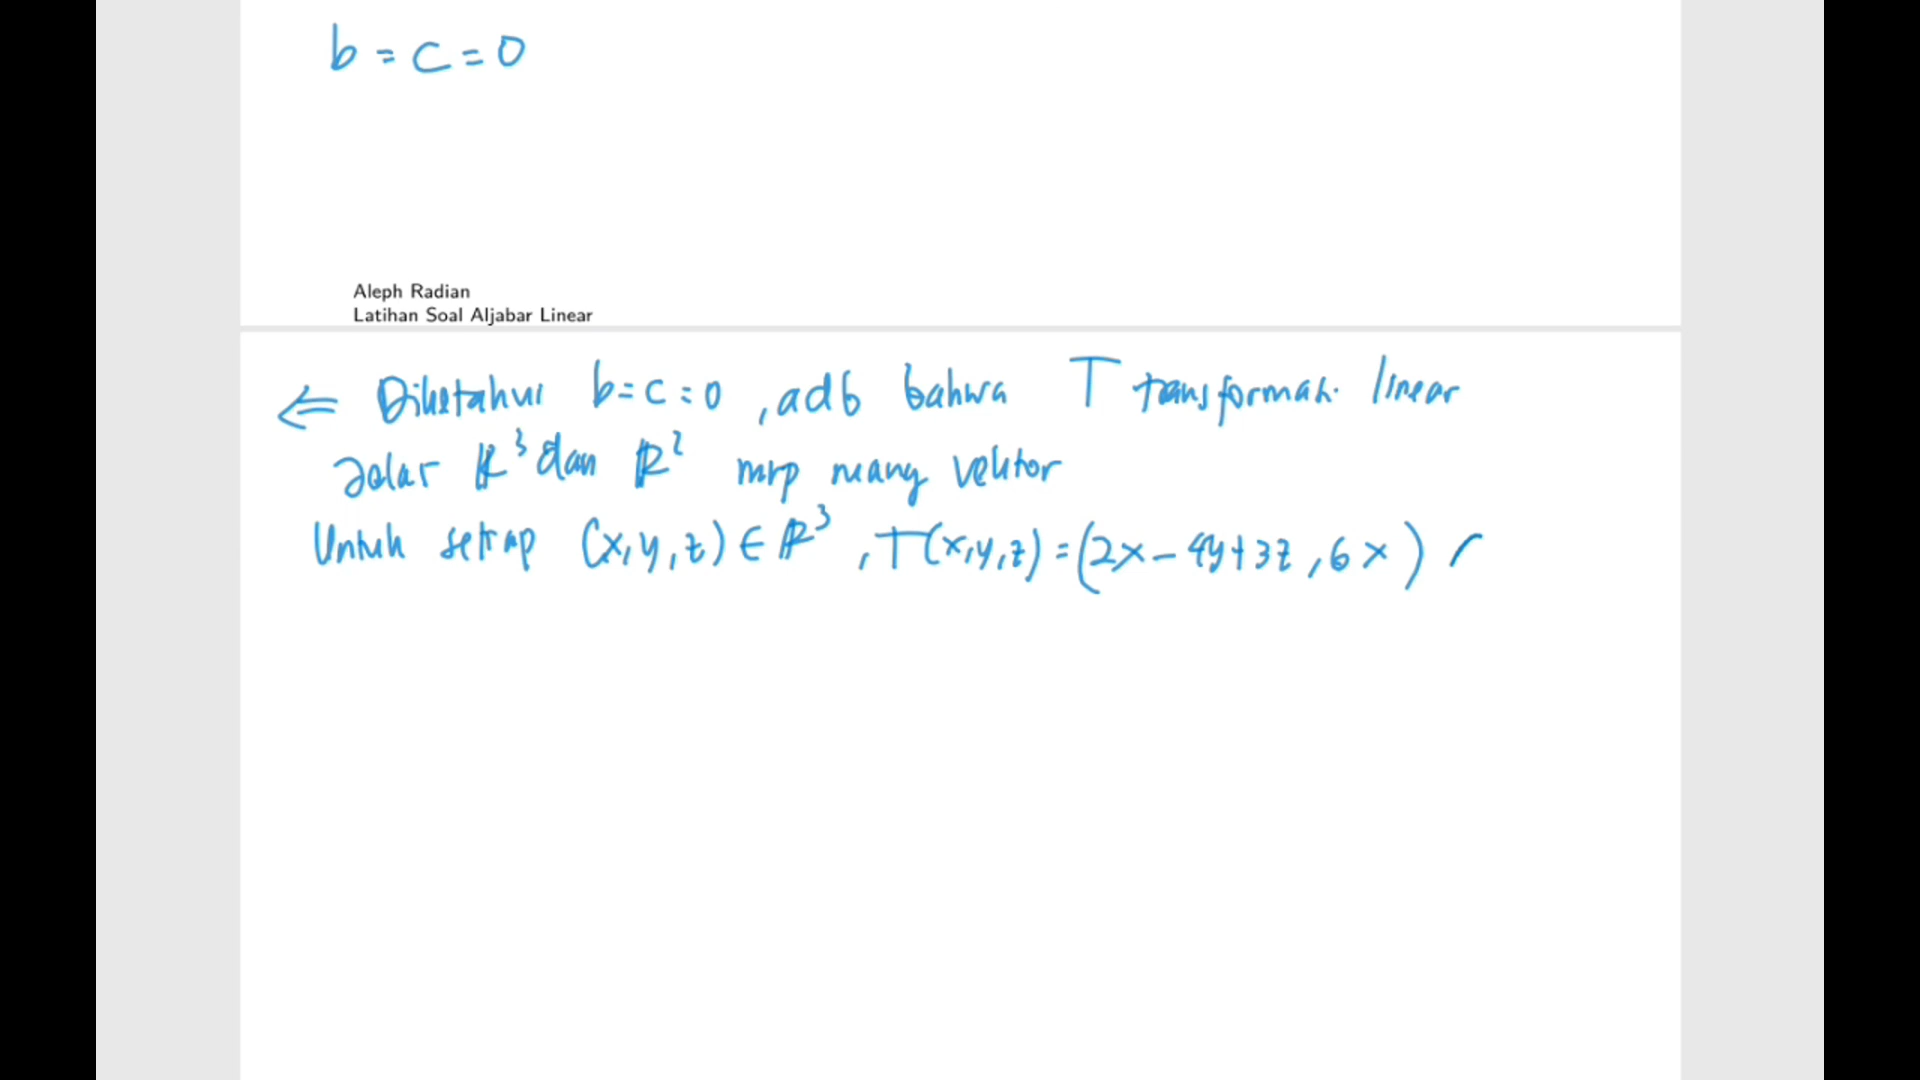 b = c = 0
Aleph Radian
Latihan Soal Aljabar Linear
⇐ Diketahui b = c = 0 , adb bahwa T transformasi linear
Jelas ℝ³ dan ℝ² mrp ruang vektor
Untuk setiap (x,y,z) ∈ ℝ³ , T(x,y,z) = (2x − 4y + 3z , 6x)